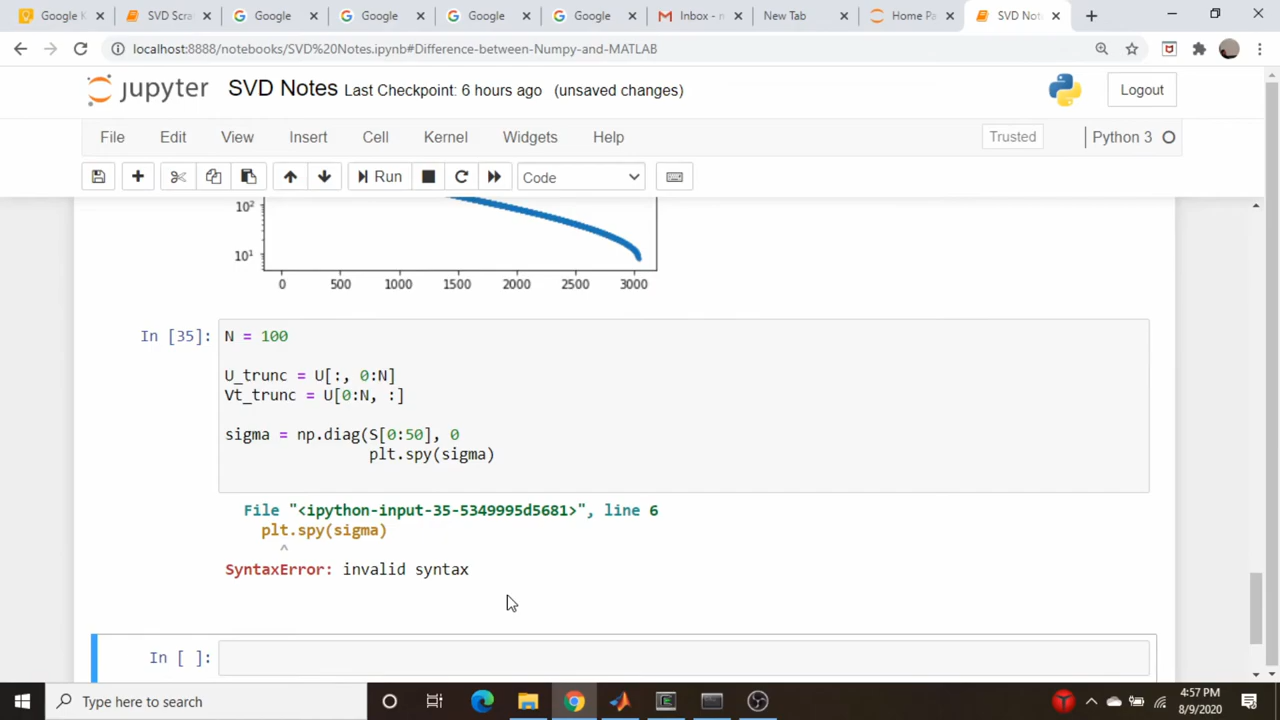 Google K
SVD Scra
Google
Google
Google
Google
Inbox - n
New Tab
Home Pa
SVD Not
localhost:8888/notebooks/SVD%20Notes.ipynb#Difference-between-Numpy-and-MATLAB
jupyter SVD Notes Last Checkpoint: 6 hours ago (unsaved changes)
Logout
File Edit View Insert Cell Kernel Widgets Help
Trusted
Python 3
Run
Code
10²
10¹
0 500 1000 1500 2000 2500 3000
In [35]: N = 100
U_trunc = U[:, 0:N]
Vt_trunc = U[0:N, :]
sigma = np.diag(S[0:50], 0
plt.spy(sigma)
File "<ipython-input-35-5349995d5681>", line 6
plt.spy(sigma)
^
SyntaxError: invalid syntax
In [ ]:
Type here to search
4:57 PM
8/9/2020